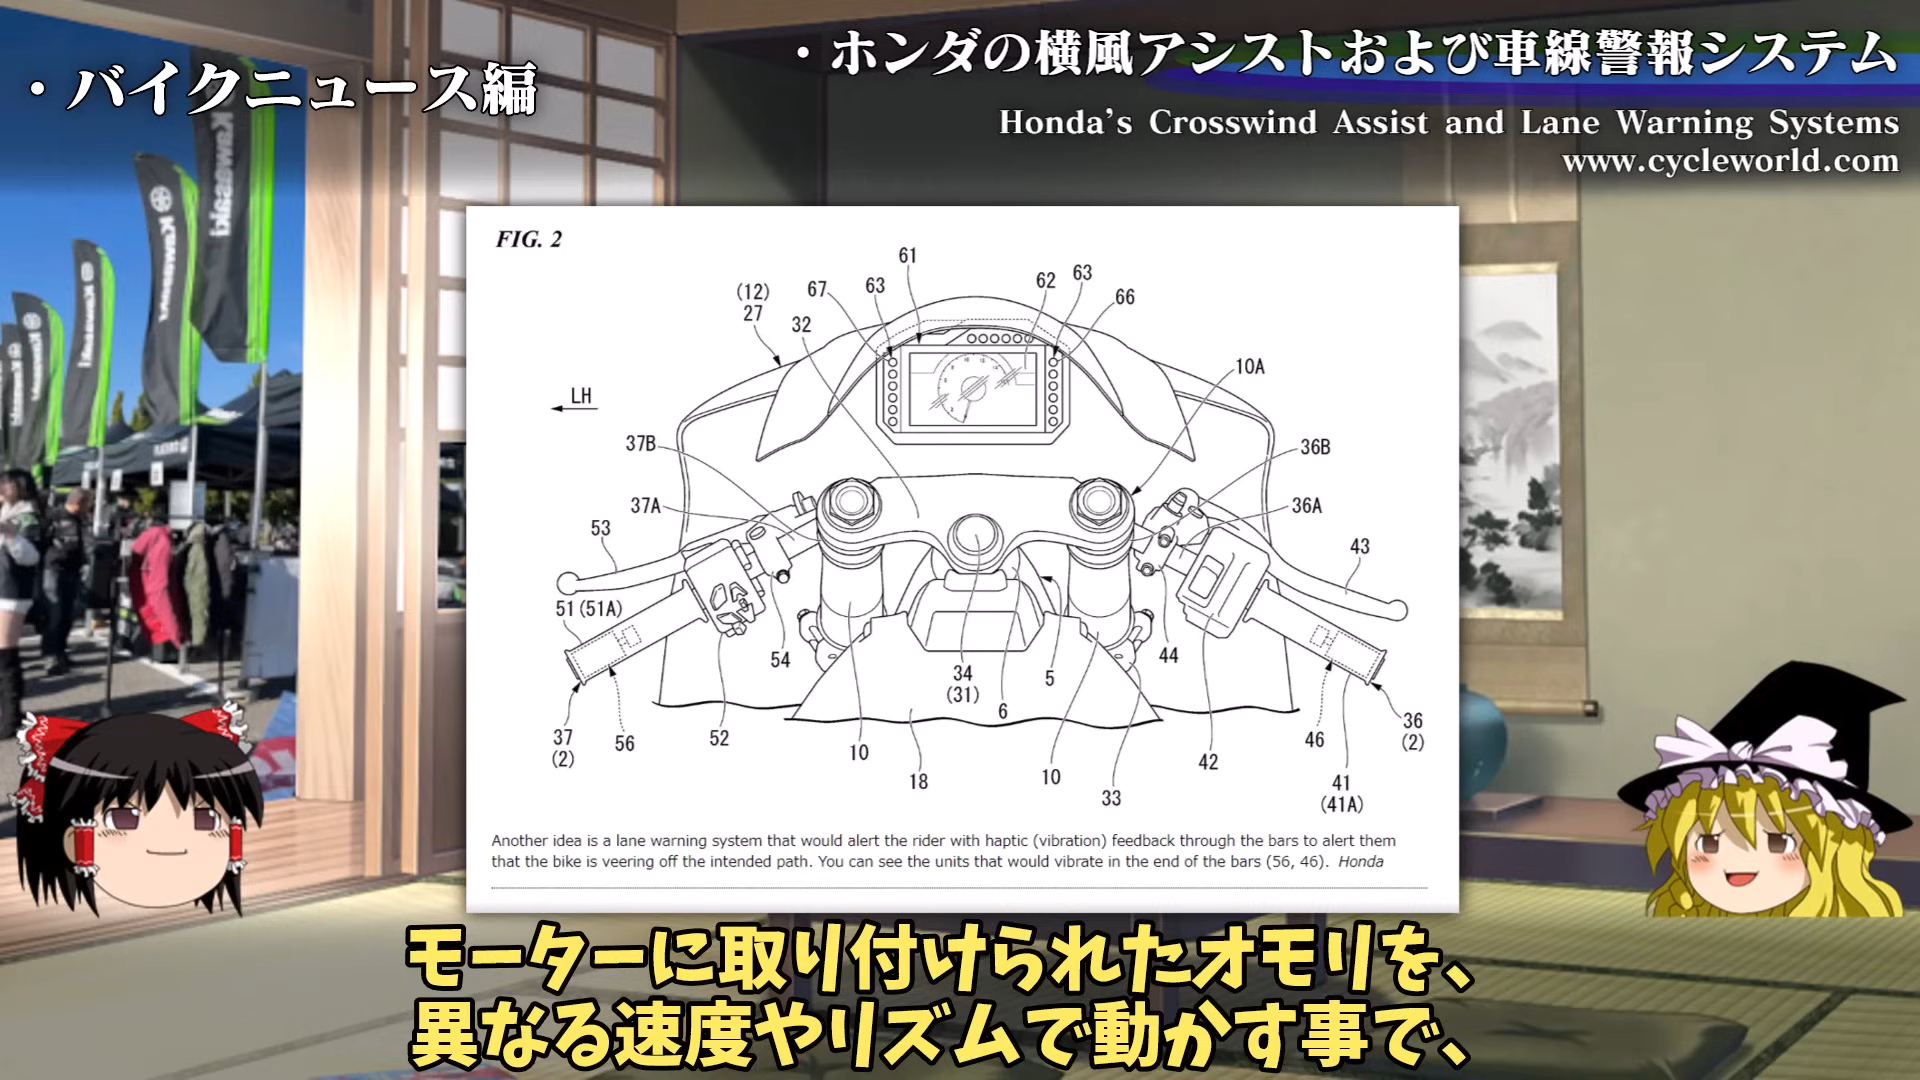 ・バイクニュース編
・ホンダの横風アシストおよび車線警報システム
Honda's Crosswind Assist and Lane Warning Systems
www.cycleworld.com
Kawasaki
Kawasaki
Kawasaki
Kawasaki
FIG. 2
61
(12)
27
67
63
62
63
66
32
10A
LH
37B
36B
37A
36A
53
43
51 (51A)
54
34
(31)
5
44
6
37
(2)
56
52
10
18
10
33
42
46
36
(2)
41
(41A)
Another idea is a lane warning system that would alert the rider with haptic (vibration) feedback through the bars to alert them
that the bike is veering off the intended path. You can see the units that would vibrate in the end of the bars (56, 46). Honda
モーターに取り付けられたオモリを、
異なる速度やリズムで動かす事で、